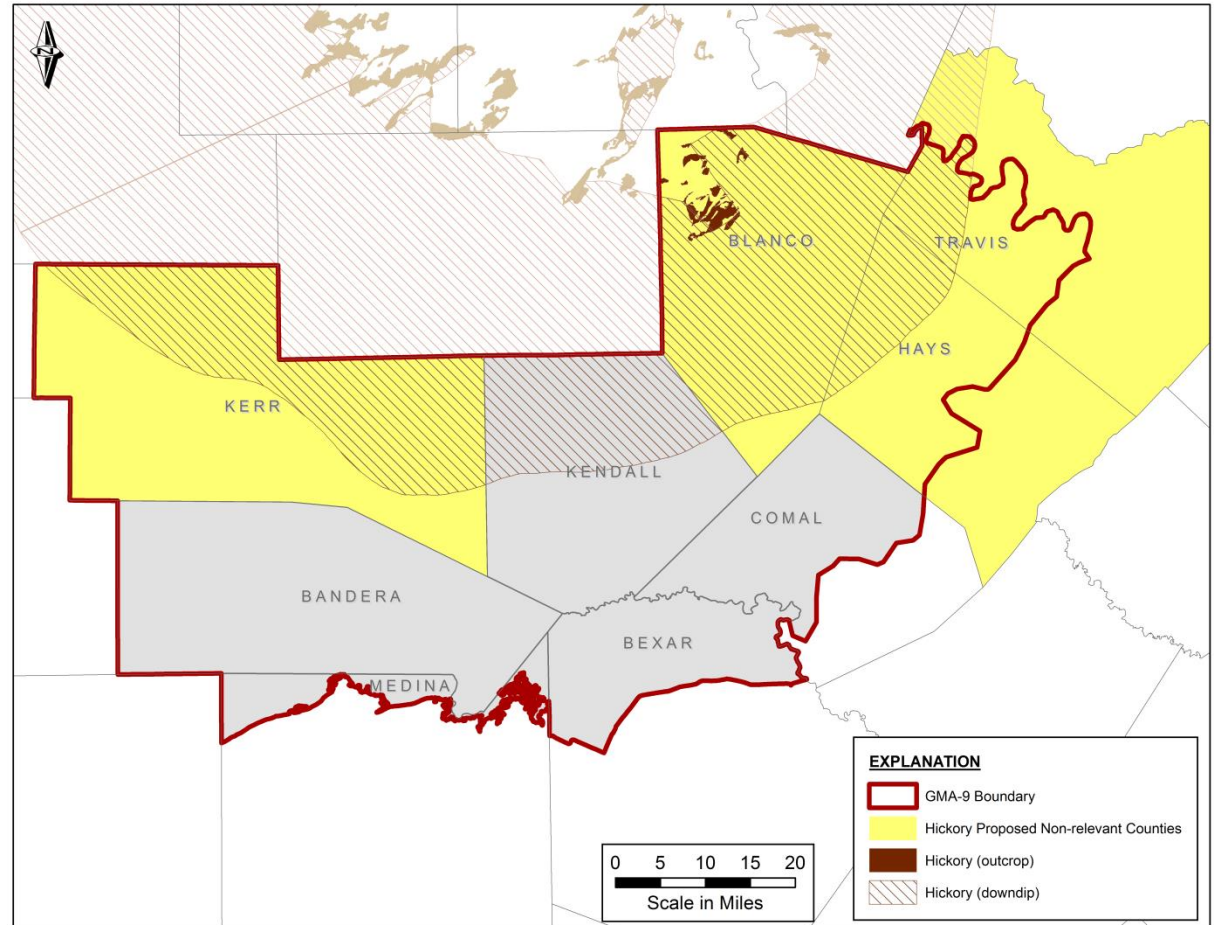 N
BLANCO
TRAVIS
HAYS
KERR
KENDALL
COMAL
BANDERA
BEXAR
MEDINA
EXPLANATION
GMA-9 Boundary
Hickory Proposed Non-relevant Counties
Hickory (outcrop)
Hickory (downdip)
0 5 10 15 20
Scale in Miles